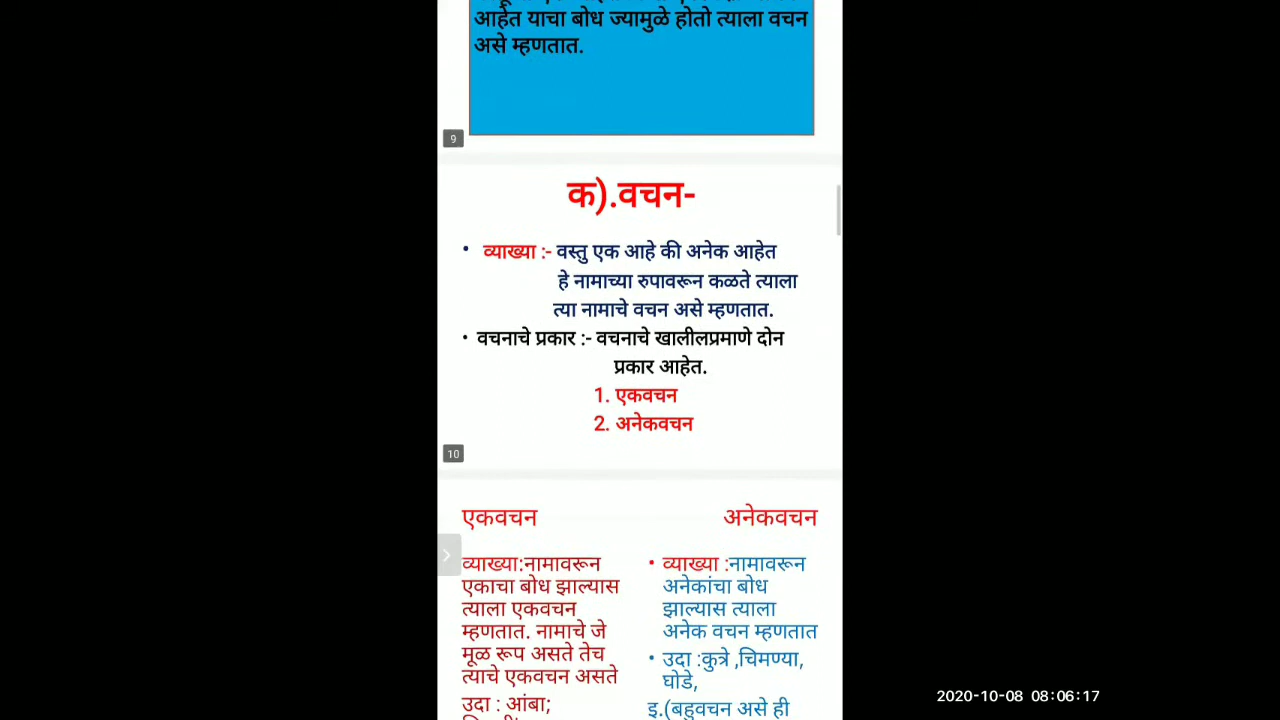 आहेत याचा बोध ज्यामुळे होतो त्याला वचन
असे म्हणतात.
9
क).वचन-
• व्याख्या :- वस्तु एक आहे की अनेक आहेत
हे नामाच्या रुपावरून कळते त्याला
त्या नामाचे वचन असे म्हणतात.
• वचनाचे प्रकार :- वचनाचे खालीलप्रमाणे दोन
प्रकार आहेत.
1. एकवचन
2. अनेकवचन
10
एकवचन
व्याख्या:नामावरून
एकाचा बोध झाल्यास
त्याला एकवचन
म्हणतात. नामाचे जे
मूळ रूप असते तेच
त्याचे एकवचन असते
उदा : आंबा;
अनेकवचन
• व्याख्या :नामावरून
अनेकांचा बोध
झाल्यास त्याला
अनेक वचन म्हणतात
• उदा :कुत्रे ,चिमण्या,
घोडे,
इ.(बहुवचन असे ही
2020-10-08 08:06:17